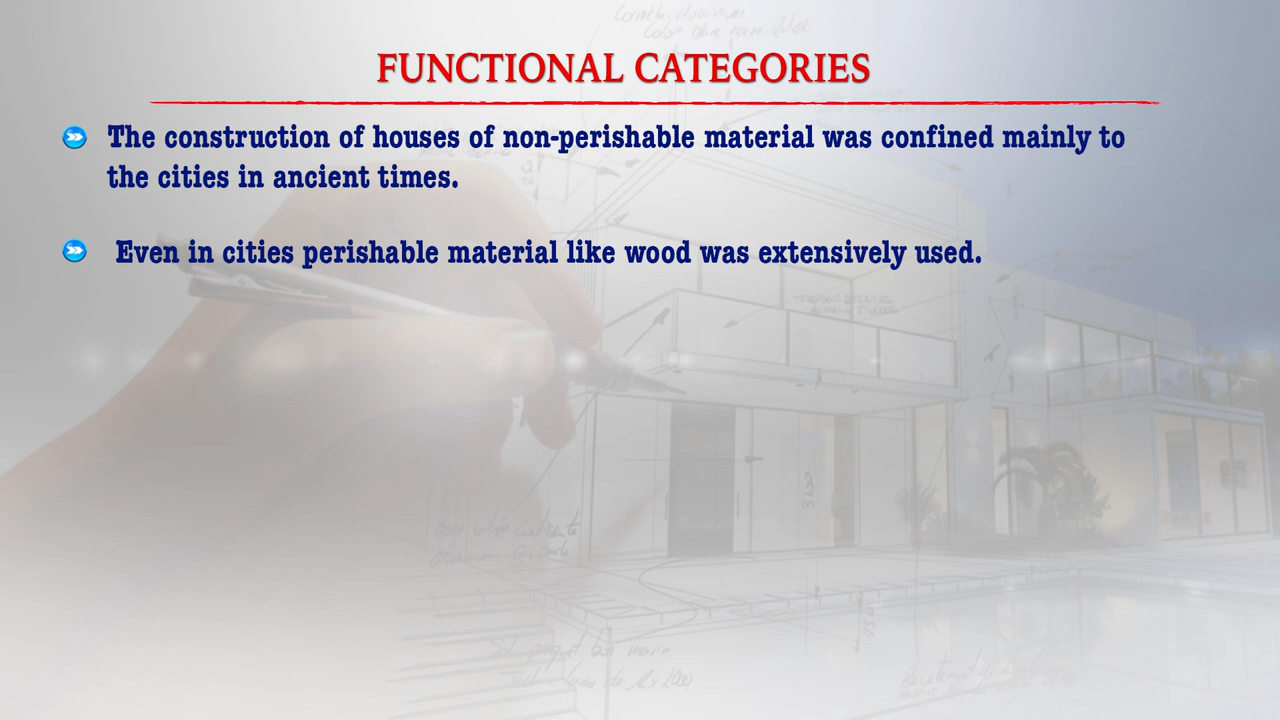 FUNCTIONAL CATEGORIES
The construction of houses of non-perishable material was confined mainly to
the cities in ancient times.
Even in cities perishable material like wood was extensively used.